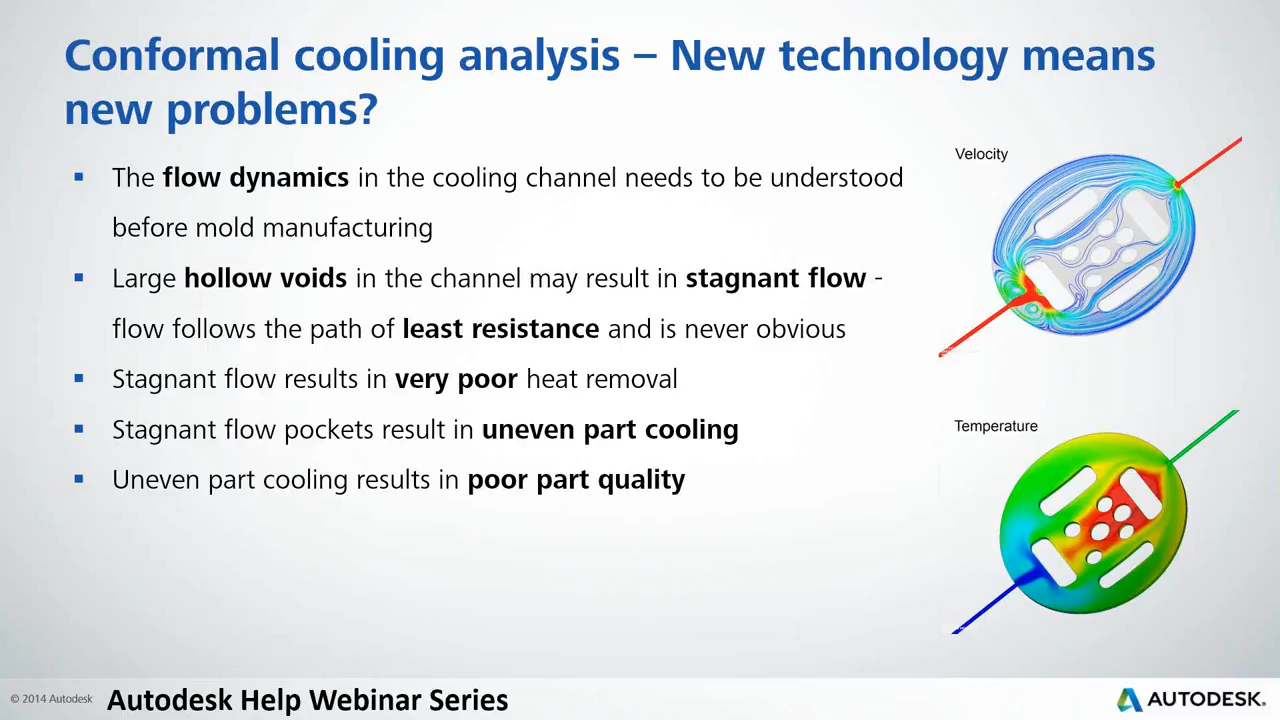 Conformal cooling analysis – New technology means
new problems?
▪ The flow dynamics in the cooling channel needs to be understood
before mold manufacturing
▪ Large hollow voids in the channel may result in stagnant flow -
flow follows the path of least resistance and is never obvious
▪ Stagnant flow results in very poor heat removal
▪ Stagnant flow pockets result in uneven part cooling
▪ Uneven part cooling results in poor part quality
Velocity
Temperature
© 2014 Autodesk
Autodesk Help Webinar Series
AUTODESK.